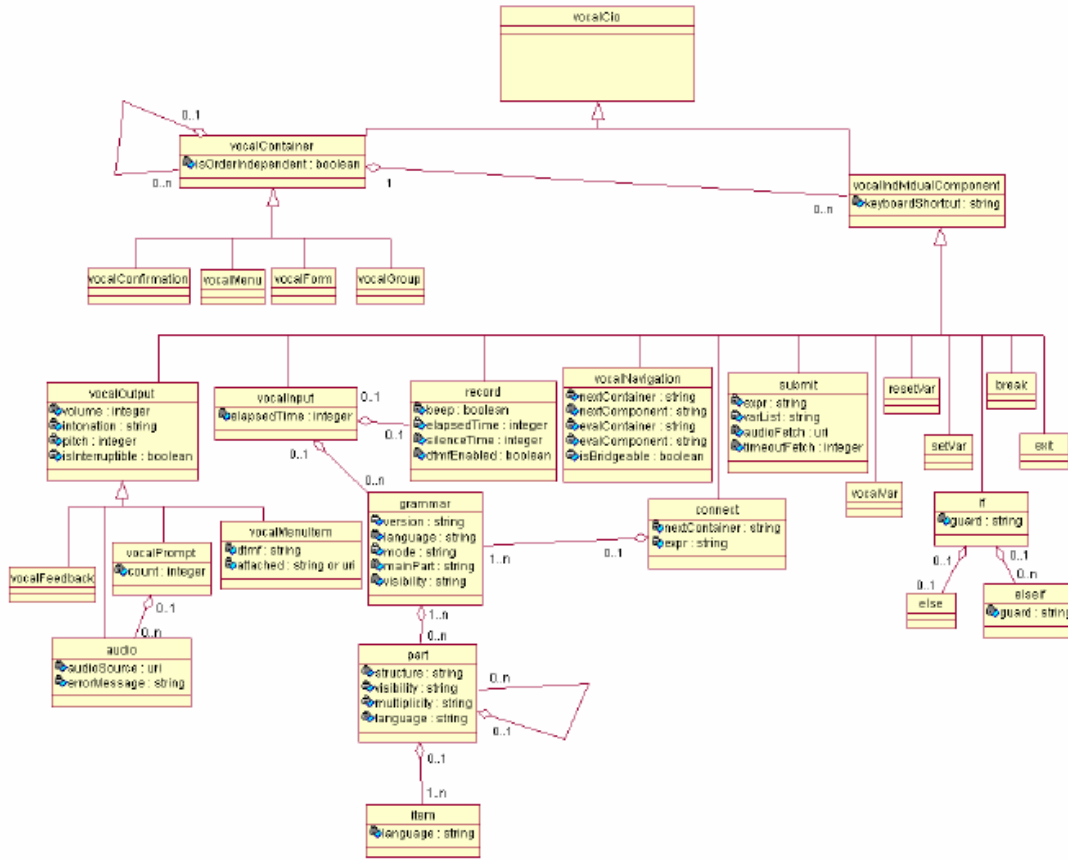 vocalCio
0..1
vocalContainer
isOrderIndependent : boolean
0..n
1
vocalIndividualComponent
keyboardShortcut : string
0..n
vocalConfirmation
vocalMenu
vocalForm
vocalGroup
vocalOutput
volume : integer
intonation : string
pitch : integer
isInterruptible : boolean
vocalInput
elapsedTime : integer
0..1
0..1
0..1
0..n
record
beep : boolean
elapsedTime : integer
silenceTime : integer
dtmfEnabled : boolean
vocalNavigation
nextContainer : string
nextComponent : string
evalContainer : string
evalComponent : string
isBridgeable : boolean
submit
expr : string
varList : string
audioFetch : uri
timeoutFetch : integer
resetVar
break
setVar
exit
vocalVar
vocalFeedback
vocalPrompt
count : integer
0..1
0..n
vocalMenuItem
dtmf : string
attached : string or uri
grammar
version : string
language : string
mode : string
mainPart : string
visibility : string
1..n
0..1
connect
nextContainer : string
expr : string
if
guard : string
0..1
0..1
0..1
0..n
else
elseif
guard : string
audio
audioSource : uri
errorMessage : string
1..n
0..n
part
structure : string
visibility : string
multiplicity : string
language : string
0..n
0..1
0..1
1..n
item
language : string